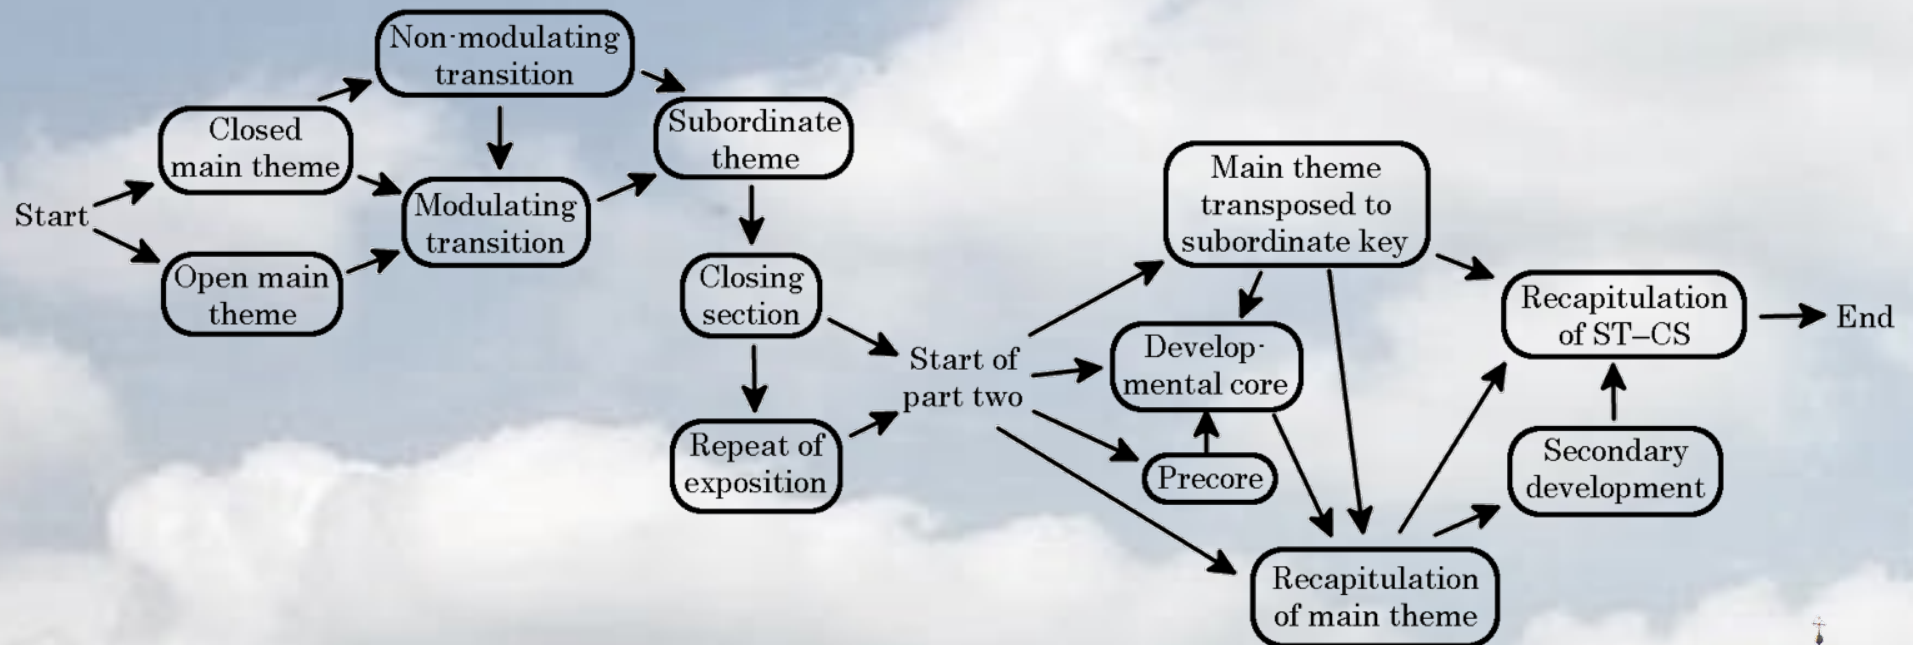 Non-modulating
transition
Closed
main theme
Subordinate
theme
Start
Modulating
transition
Open main
theme
Closing
section
Repeat of
exposition
Start of
part two
Main theme
transposed to
subordinate key
Develop-
mental core
Precore
Recapitulation
of main theme
Recapitulation
of ST–CS
Secondary
development
End